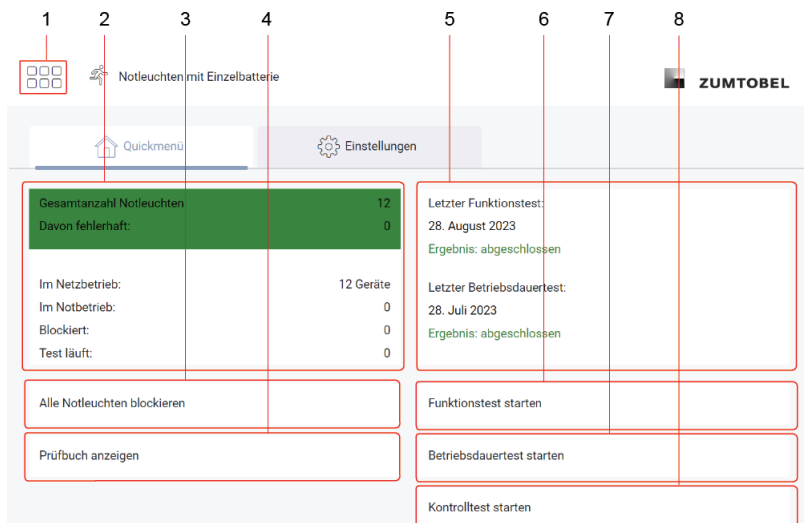 1 2 3 4 5 6 7 8
Notleuchten mit Einzelbatterie
ZUMTOBEL
Quickmenü
Einstellungen
Gesamtanzahl Notleuchten 12
Davon fehlerhaft: 0
Im Netzbetrieb: 12 Geräte
Im Notbetrieb: 0
Blockiert: 0
Test läuft: 0
Letzter Funktionstest:
28. August 2023
Ergebnis: abgeschlossen
Letzter Betriebsdauertest:
28. Juli 2023
Ergebnis: abgeschlossen
Alle Notleuchten blockieren
Prüfbuch anzeigen
Funktionstest starten
Betriebsdauertest starten
Kontrolltest starten